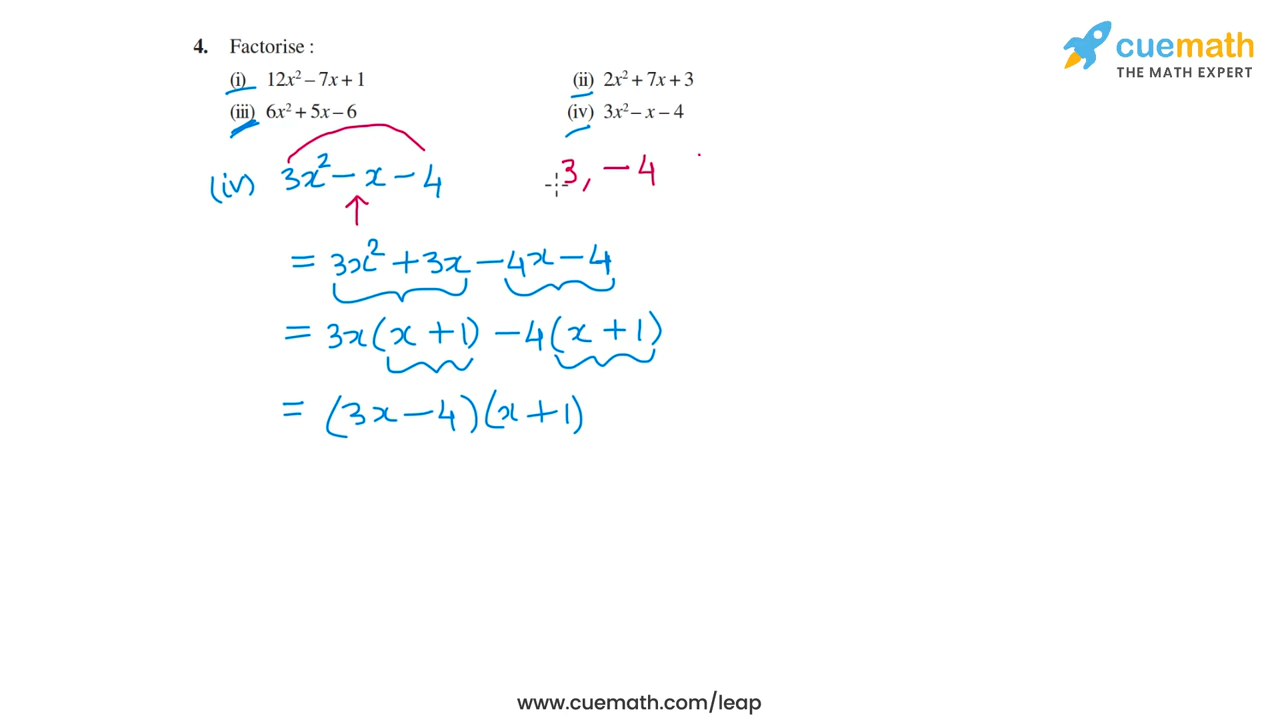 cuemath
THE MATH EXPERT
4. Factorise :
(i) 12x² – 7x + 1 (ii) 2x² + 7x + 3
(iii) 6x² + 5x – 6 (iv) 3x² – x – 4
(iv) 3x² – x – 4 3, – 4
= 3x² + 3x – 4x – 4
= 3x(x + 1) – 4(x + 1)
= (3x – 4)(x + 1)
www.cuemath.com/leap